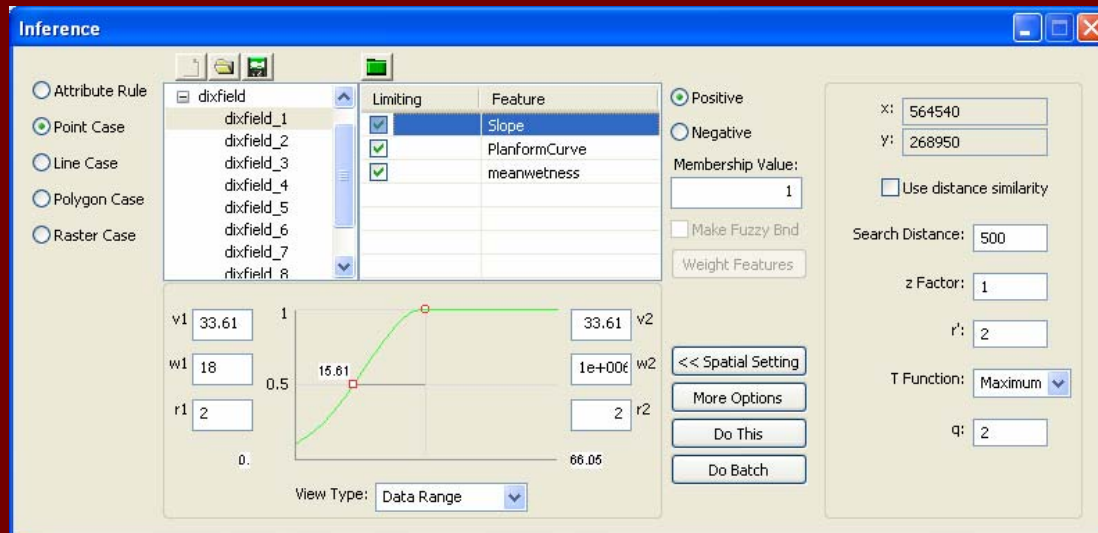 Inference
Attribute Rule
Point Case
Line Case
Polygon Case
Raster Case
dixfield
dixfield_1
dixfield_2
dixfield_3
dixfield_4
dixfield_5
dixfield_6
dixfield_7
dixfield_8
Limiting Feature
Slope
PlanformCurve
meanwetness
Positive
Negative
Membership Value:
1
Make Fuzzy Bnd
Weight Features
x: 564540
y: 268950
Use distance similarity
Search Distance: 500
z Factor: 1
r': 2
T Function: Maximum
q: 2
v1 33.61
w1 18
r1 2
1
0.5
15.61
0. 66.05
33.61 v2
1e+006 w2
2 r2
View Type: Data Range
<< Spatial Setting
More Options
Do This
Do Batch